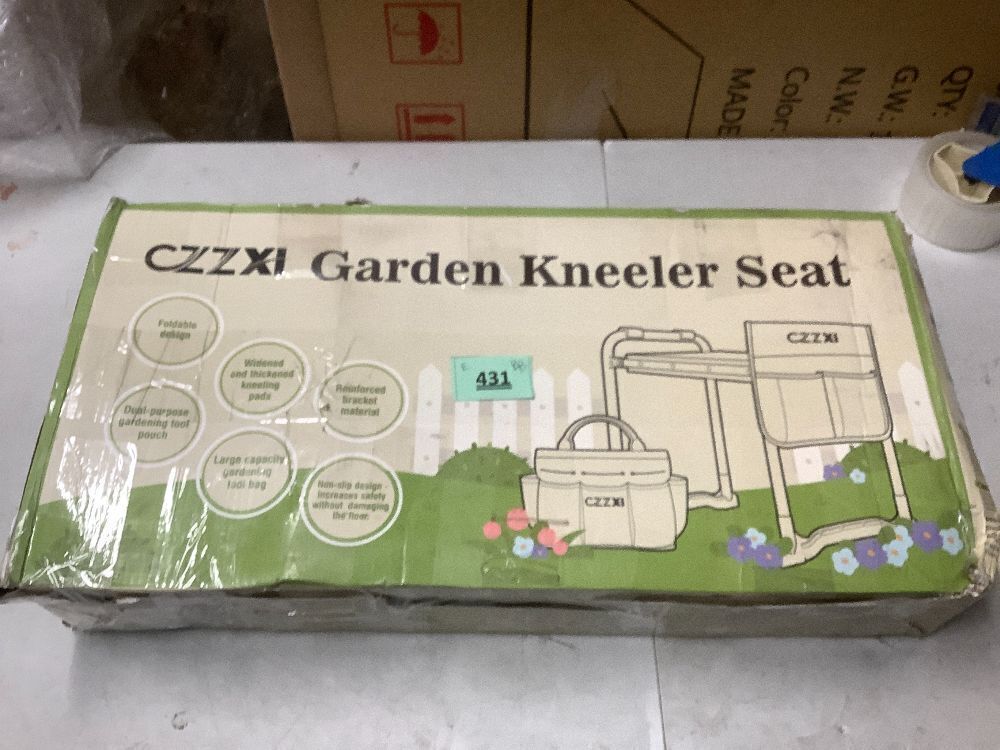 QTY:
G.W:
N.W:
Color:
MADE
CZZXI Garden Kneeler Seat
Foldable
design
Widened
and thickened
kneeling
pads
Reinforced
bracket
material
Dual-purpose
gardening tool
pouch
Large capacity
gardening
tool bag
Non-slip design -
increases safety
without damaging
the floor.
E
431
CZZXI
CZZXI